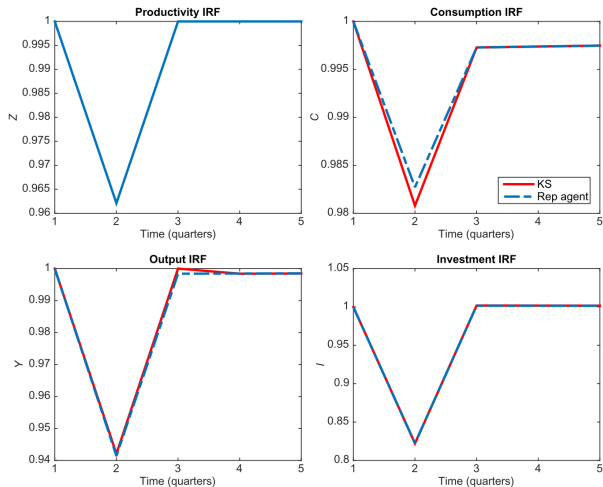 Productivity IRF
1
0.995
0.99
0.985
0.98
0.975
0.97
0.965
0.96
Z
1 2 3 4 5
Time (quarters)
Consumption IRF
1
0.995
0.99
0.985
0.98
C
KS
Rep agent
1 2 3 4 5
Time (quarters)
Output IRF
1
0.99
0.98
0.97
0.96
0.95
0.94
Y
1 2 3 4 5
Time (quarters)
Investment IRF
1.05
1
0.95
0.9
0.85
0.8
I
1 2 3 4 5
Time (quarters)